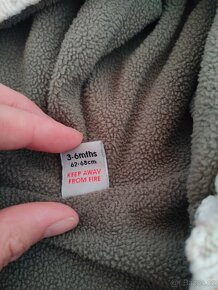 3-6mths
62-68cm
KEEP AWAY
FROM FIRE